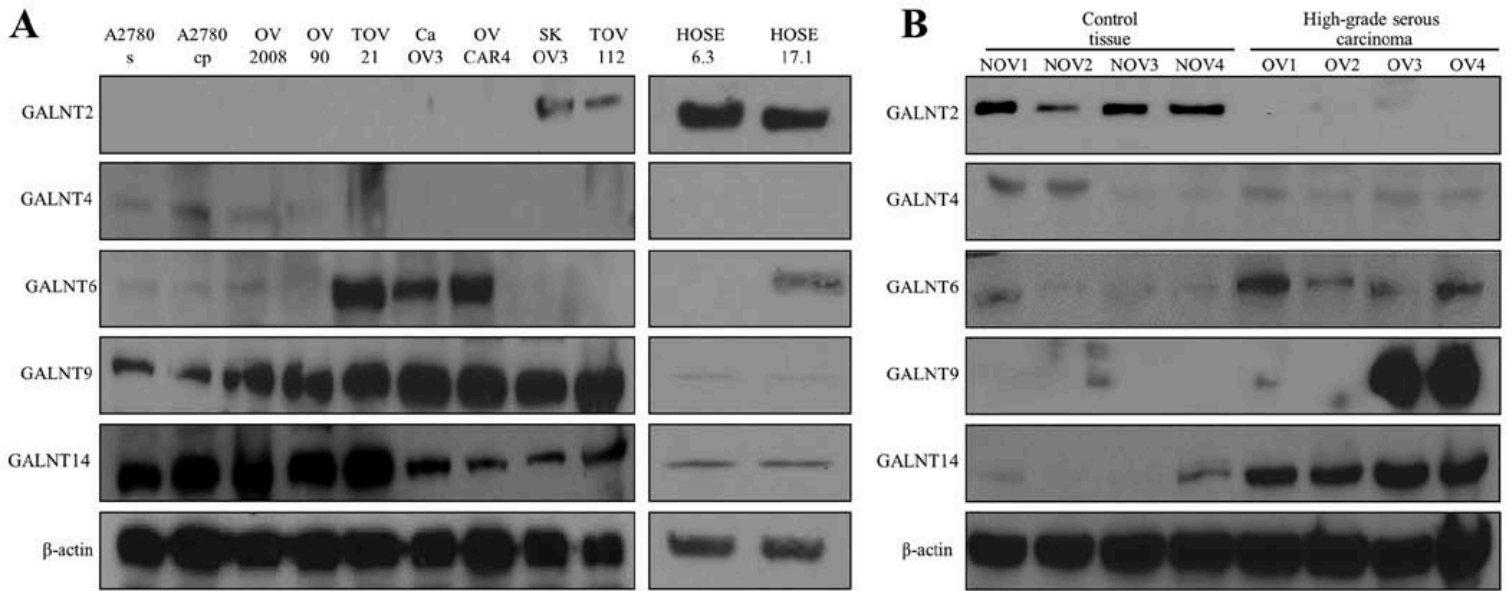 A
A2780 A2780 OV OV TOV Ca OV SK TOV HOSE HOSE
s cp 2008 90 21 OV3 CAR4 OV3 112 6.3 17.1
GALNT2
GALNT4
GALNT6
GALNT9
GALNT14
β-actin
B
Control High-grade serous
tissue carcinoma
NOV1 NOV2 NOV3 NOV4 OV1 OV2 OV3 OV4
GALNT2
GALNT4
GALNT6
GALNT9
GALNT14
β-actin